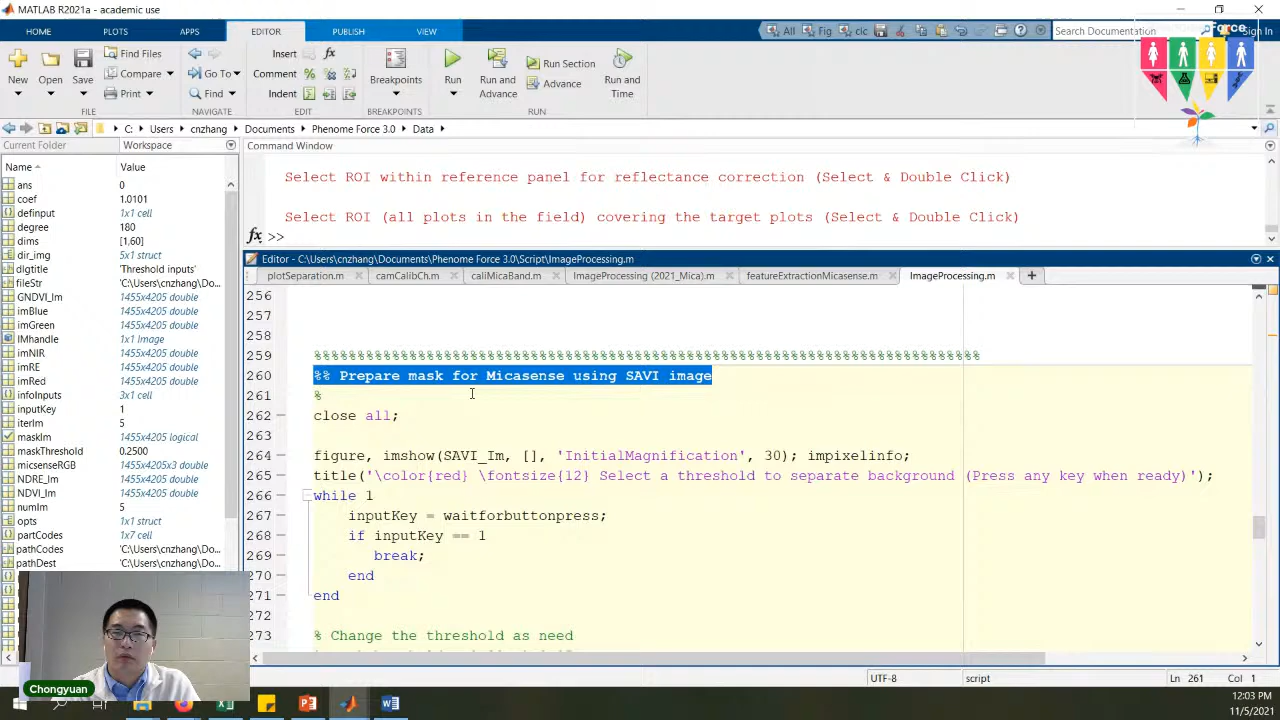 MATLAB R2021a - academic use
HOME PLOTS APPS EDITOR PUBLISH VIEW
All Fig clc
Search Documentation
Force
Sign In
New Open Save
Find Files
Compare
Print
Go To
Find
Insert
Comment
Indent
Breakpoints
Run
Run and Advance
Run Section
Advance
Run and Time
FILE NAVIGATE EDIT BREAKPOINTS RUN
C: Users cnzhang Documents Phenome Force 3.0 Data
Current Folder Workspace
Name Value
ans 0
coef 1.0101
definput 1x1 cell
degree 180
dims [1,60]
dir_img 5x1 struct
dlgtitle 'Threshold inputs'
fileStr 'C:\Users\cnzhang\Do...
GNDVI_Im 1455x4205 double
imBlue 1455x4205 double
imGreen 1455x4205 double
IMhandle 1x1 Image
imNIR 1455x4205 double
imRE 1455x4205 double
imRed 1455x4205 double
infoInputs 3x1 cell
inputKey 1
iterIm 5
maskIm 1455x4205 logical
maskThreshold 0.2500
micsenseRGB 1455x4205x3 double
NDRE_Im 1455x4205 double
NDVI_Im 1455x4205 double
numIm 5
opts 1x1 struct
partCodes 1x7 cell
pathCodes 'C:\Users\cnzhang\Do...
pathDest 'C:\Users\cnzhang\Do...
Command Window
Select ROI within reference panel for reflectance correction (Select & Double Click)
Select ROI (all plots in the field) covering the target plots (Select & Double Click)
fx >>
Editor - C:\Users\cnzhang\Documents\Phenome Force 3.0\Script\ImageProcessing.m
plotSeparation.m camCalibCh.m caliMicaBand.m ImageProcessing (2021_Mica).m featureExtractionMicasense.m ImageProcessing.m
256
257
258
259 %%%%%%%%%%%%%%%%%%%%%%%%%%%%%%%%%%%%%%%%%%%%%%%%%%%%%%%%%%%%%%%%%%%%%%%%%%%%%%%
260 %% Prepare mask for Micasense using SAVI image
261 %
262 close all;
263
264 figure, imshow(SAVI_Im, [], 'InitialMagnification', 30); impixelinfo;
265 title('\color{red} \fontsize{12} Select a threshold to separate background (Press any key when ready)');
266 while 1
267 inputKey = waitforbuttonpress;
268 if inputKey == 1
269 break;
270 end
271 end
272
273 % Change the threshold as need
UTF-8 script Ln 261 Col 1
Chongyuan
12:03 PM
11/5/2021